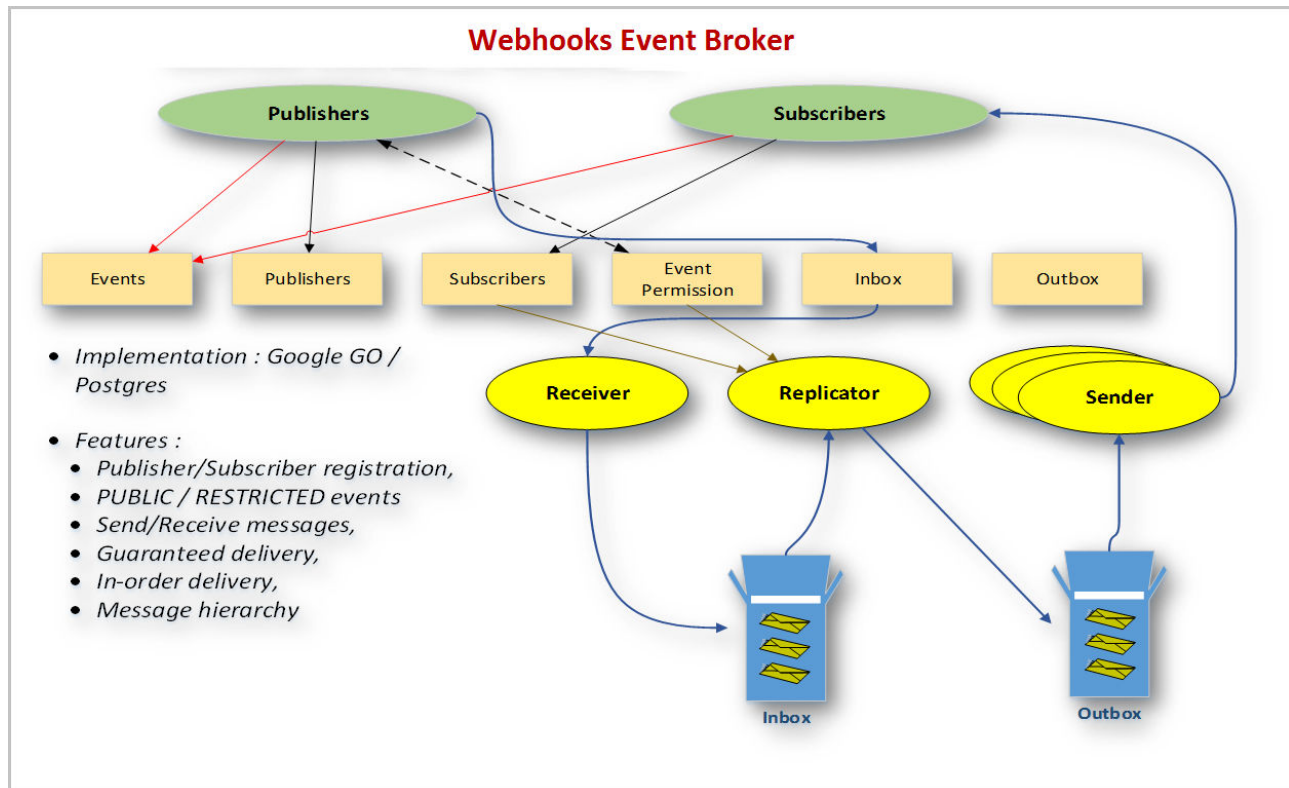 Webhooks Event Broker
Publishers
Subscribers
Events
Publishers
Subscribers
Event
Permission
Inbox
Outbox
• Implementation : Google GO /
Postgres
• Features :
• Publisher/Subscriber registration,
• PUBLIC / RESTRICTED events
• Send/Receive messages,
• Guaranteed delivery,
• In-order delivery,
• Message hierarchy
Receiver
Replicator
Sender
Inbox
Outbox